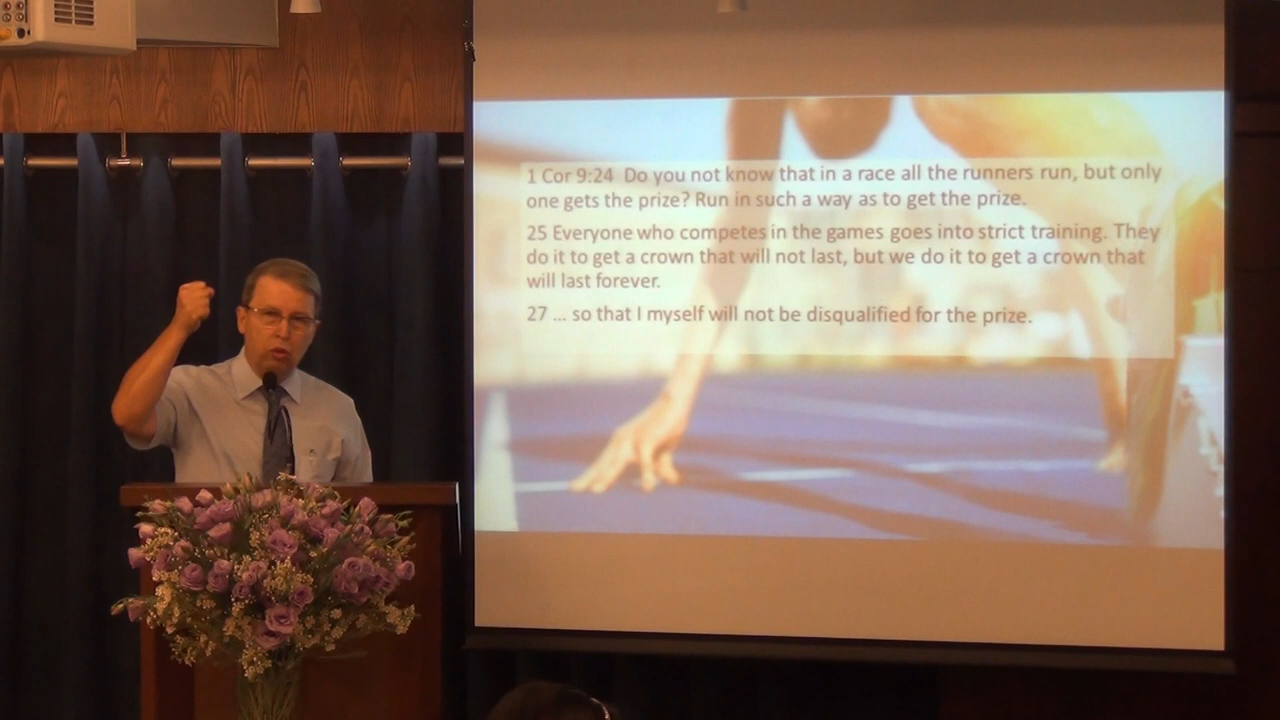 1 Cor 9:24 Do you not know that in a race all the runners run, but only
one gets the prize? Run in such a way as to get the prize.
25 Everyone who competes in the games goes into strict training. They
do it to get a crown that will not last, but we do it to get a crown that
will last forever.
27 ... so that I myself will not be disqualified for the prize.